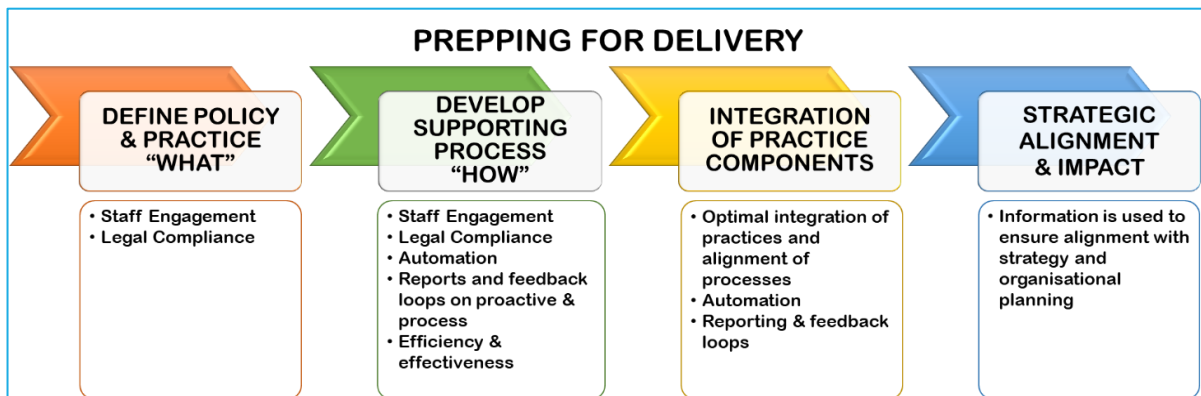 PREPPING FOR DELIVERY
DEFINE POLICY
& PRACTICE
“WHAT”
• Staff Engagement
• Legal Compliance
DEVELOP
SUPPORTING
PROCESS
“HOW”
• Staff Engagement
• Legal Compliance
• Automation
• Reports and feedback
loops on proactive &
process
• Efficiency &
effectiveness
INTEGRATION
OF PRACTICE
COMPONENTS
• Optimal integration of
practices and
alignment of
processes
• Automation
• Reporting & feedback
loops
STRATEGIC
ALIGNMENT
& IMPACT
• Information is used to
ensure alignment with
strategy and
organisational
planning